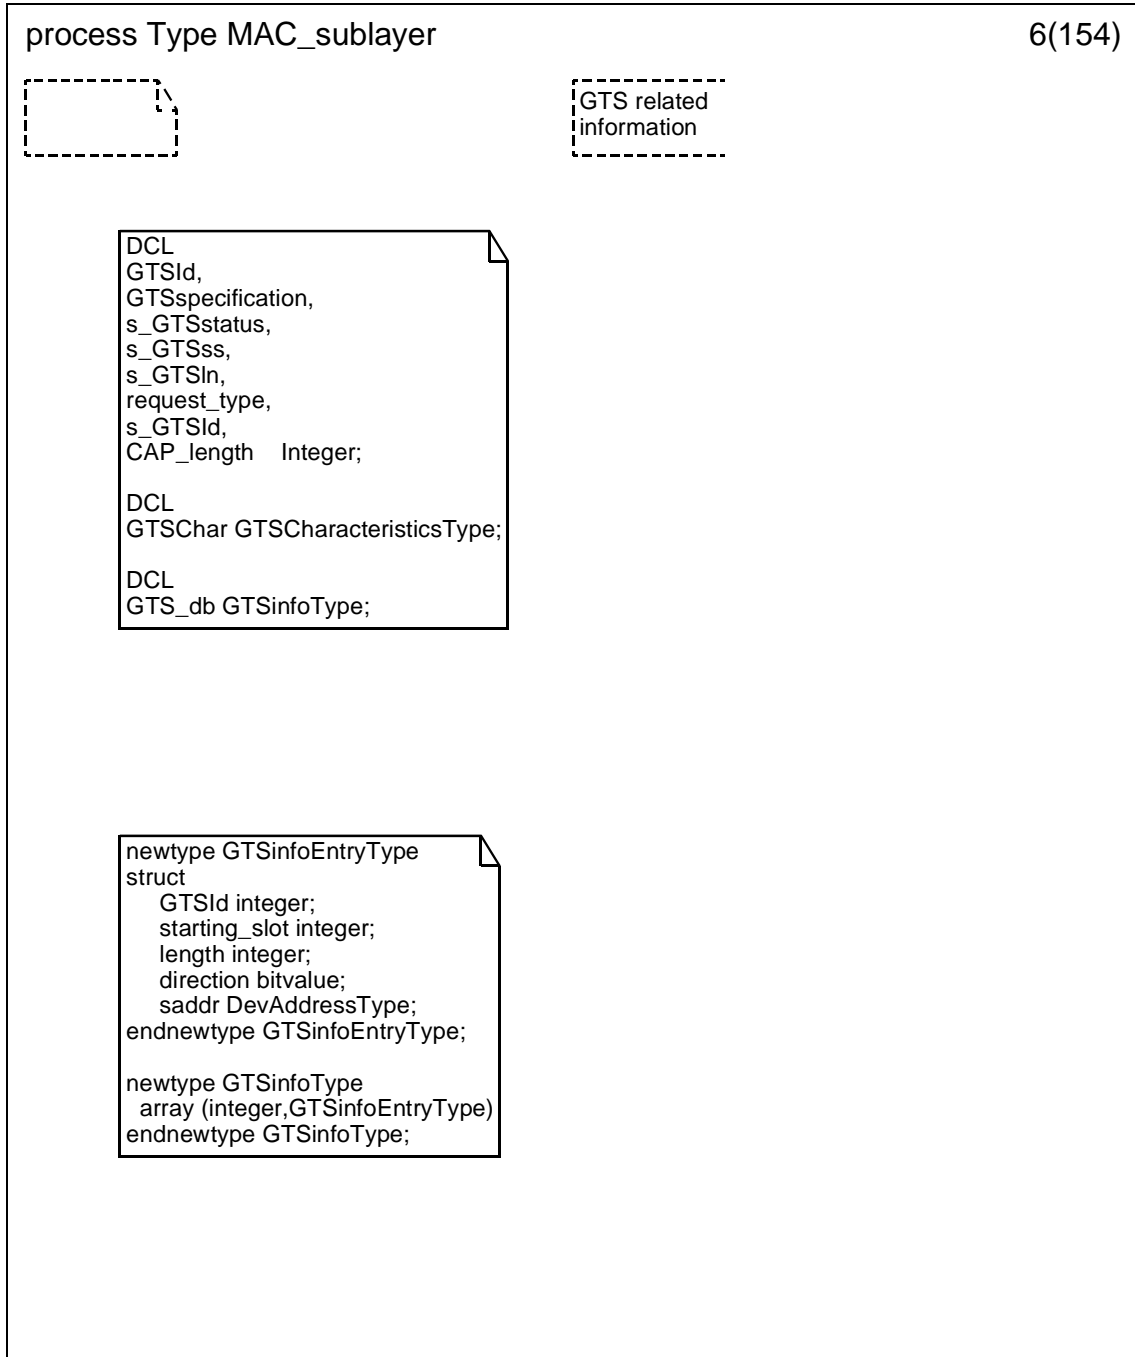 process Type MAC_sublayer 6(154)
GTS related
information
DCL
GTSId,
GTSspecification,
s_GTSstatus,
s_GTSss,
s_GTSln,
request_type,
s_GTSId,
CAP_length Integer;
DCL
GTSChar GTSCharacteristicsType;
DCL
GTS_db GTSinfoType;
newtype GTSinfoEntryType
struct
GTSId integer;
starting_slot integer;
length integer;
direction bitvalue;
saddr DevAddressType;
endnewtype GTSinfoEntryType;
newtype GTSinfoType
array (integer,GTSinfoEntryType)
endnewtype GTSinfoType;